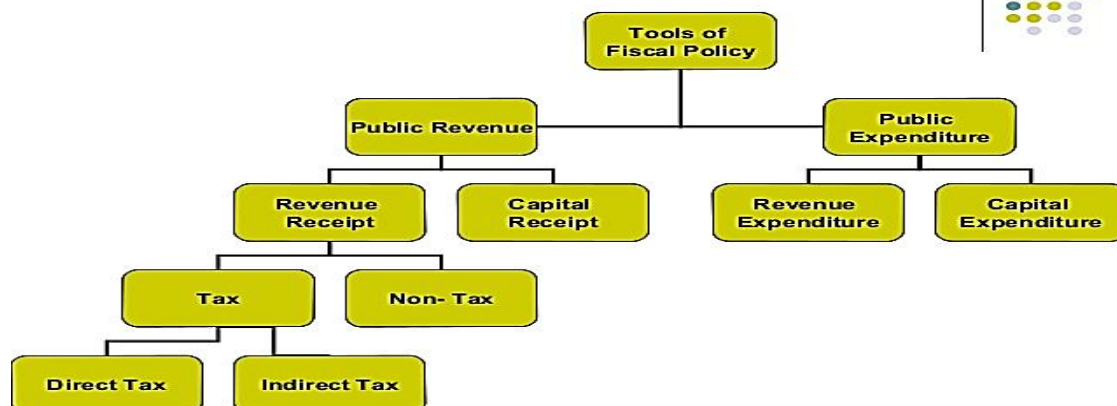 Tools of
Fiscal Policy
Public Revenue
Public
Expenditure
Revenue
Receipt
Capital
Receipt
Revenue
Expenditure
Capital
Expenditure
Tax
Non- Tax
Direct Tax
Indirect Tax